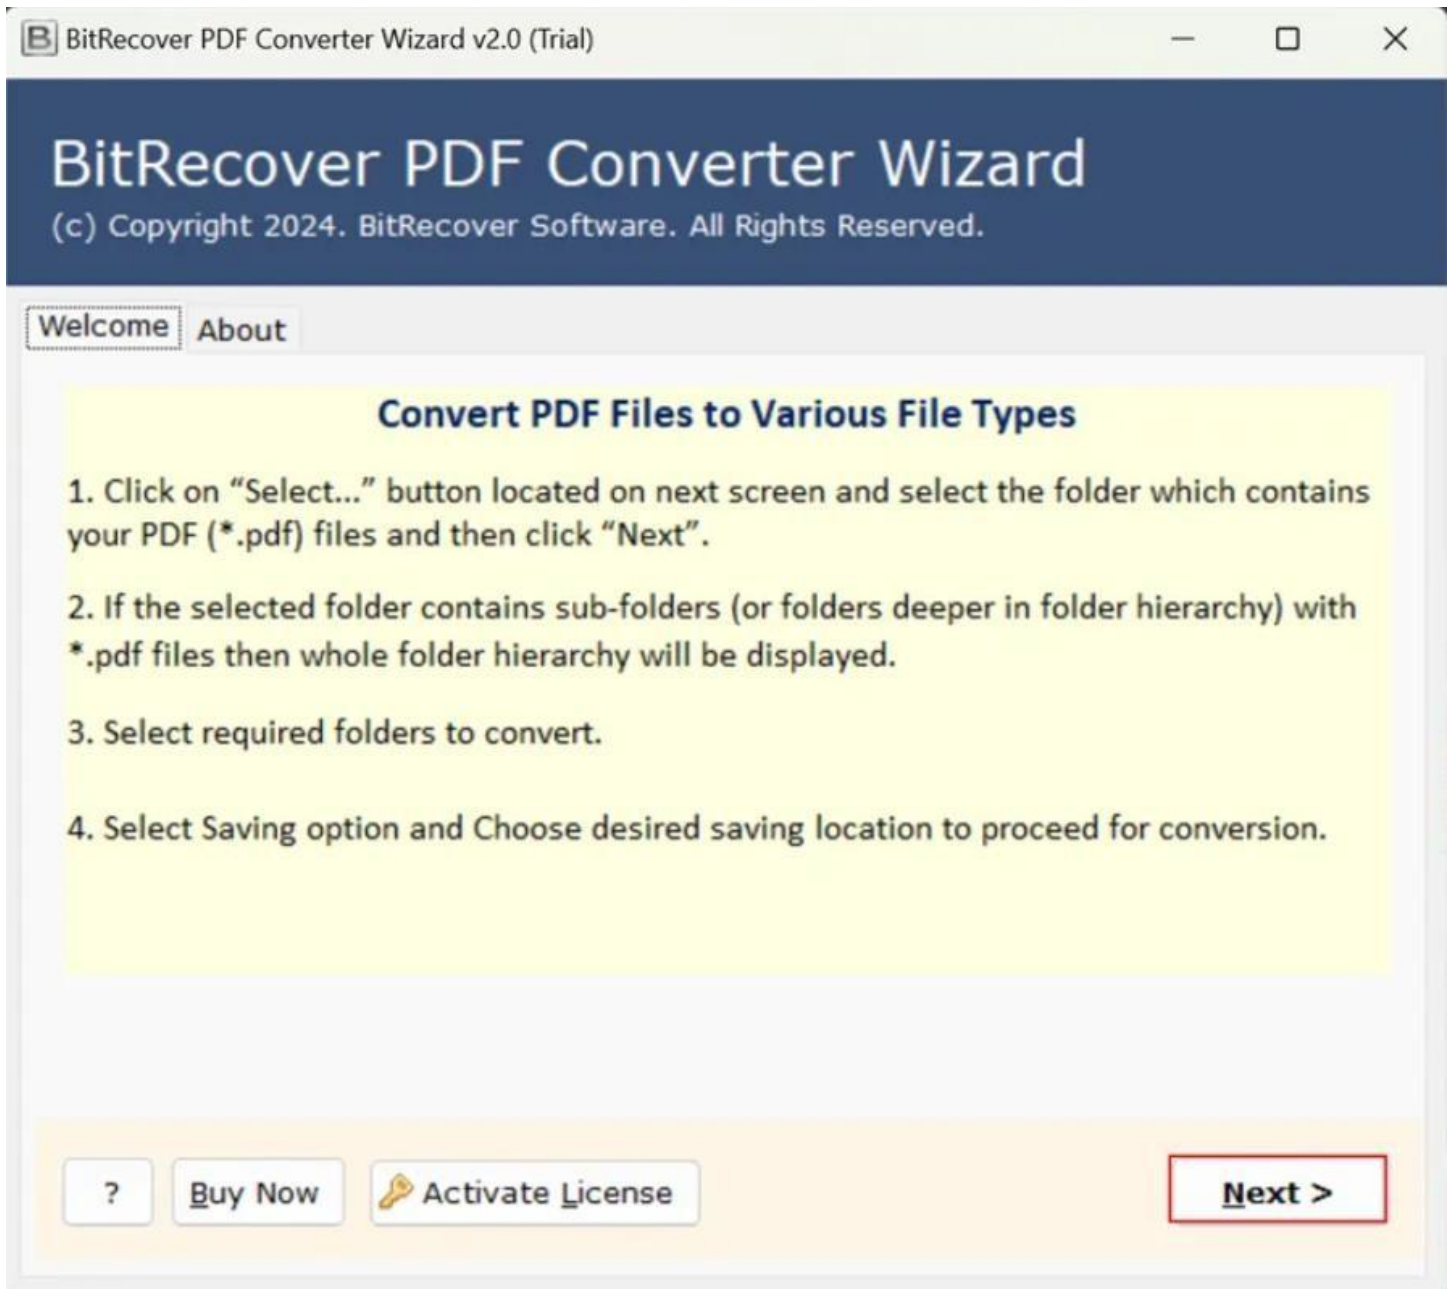 BitRecover PDF Converter Wizard v2.0 (Trial)
BitRecover PDF Converter Wizard
(c) Copyright 2024. BitRecover Software. All Rights Reserved.
Welcome
About
Convert PDF Files to Various File Types
1. Click on “Select...” button located on next screen and select the folder which contains
your PDF (*.pdf) files and then click “Next”.
2. If the selected folder contains sub-folders (or folders deeper in folder hierarchy) with
*.pdf files then whole folder hierarchy will be displayed.
3. Select required folders to convert.
4. Select Saving option and Choose desired saving location to proceed for conversion.
?
Buy Now
Activate License
Next >